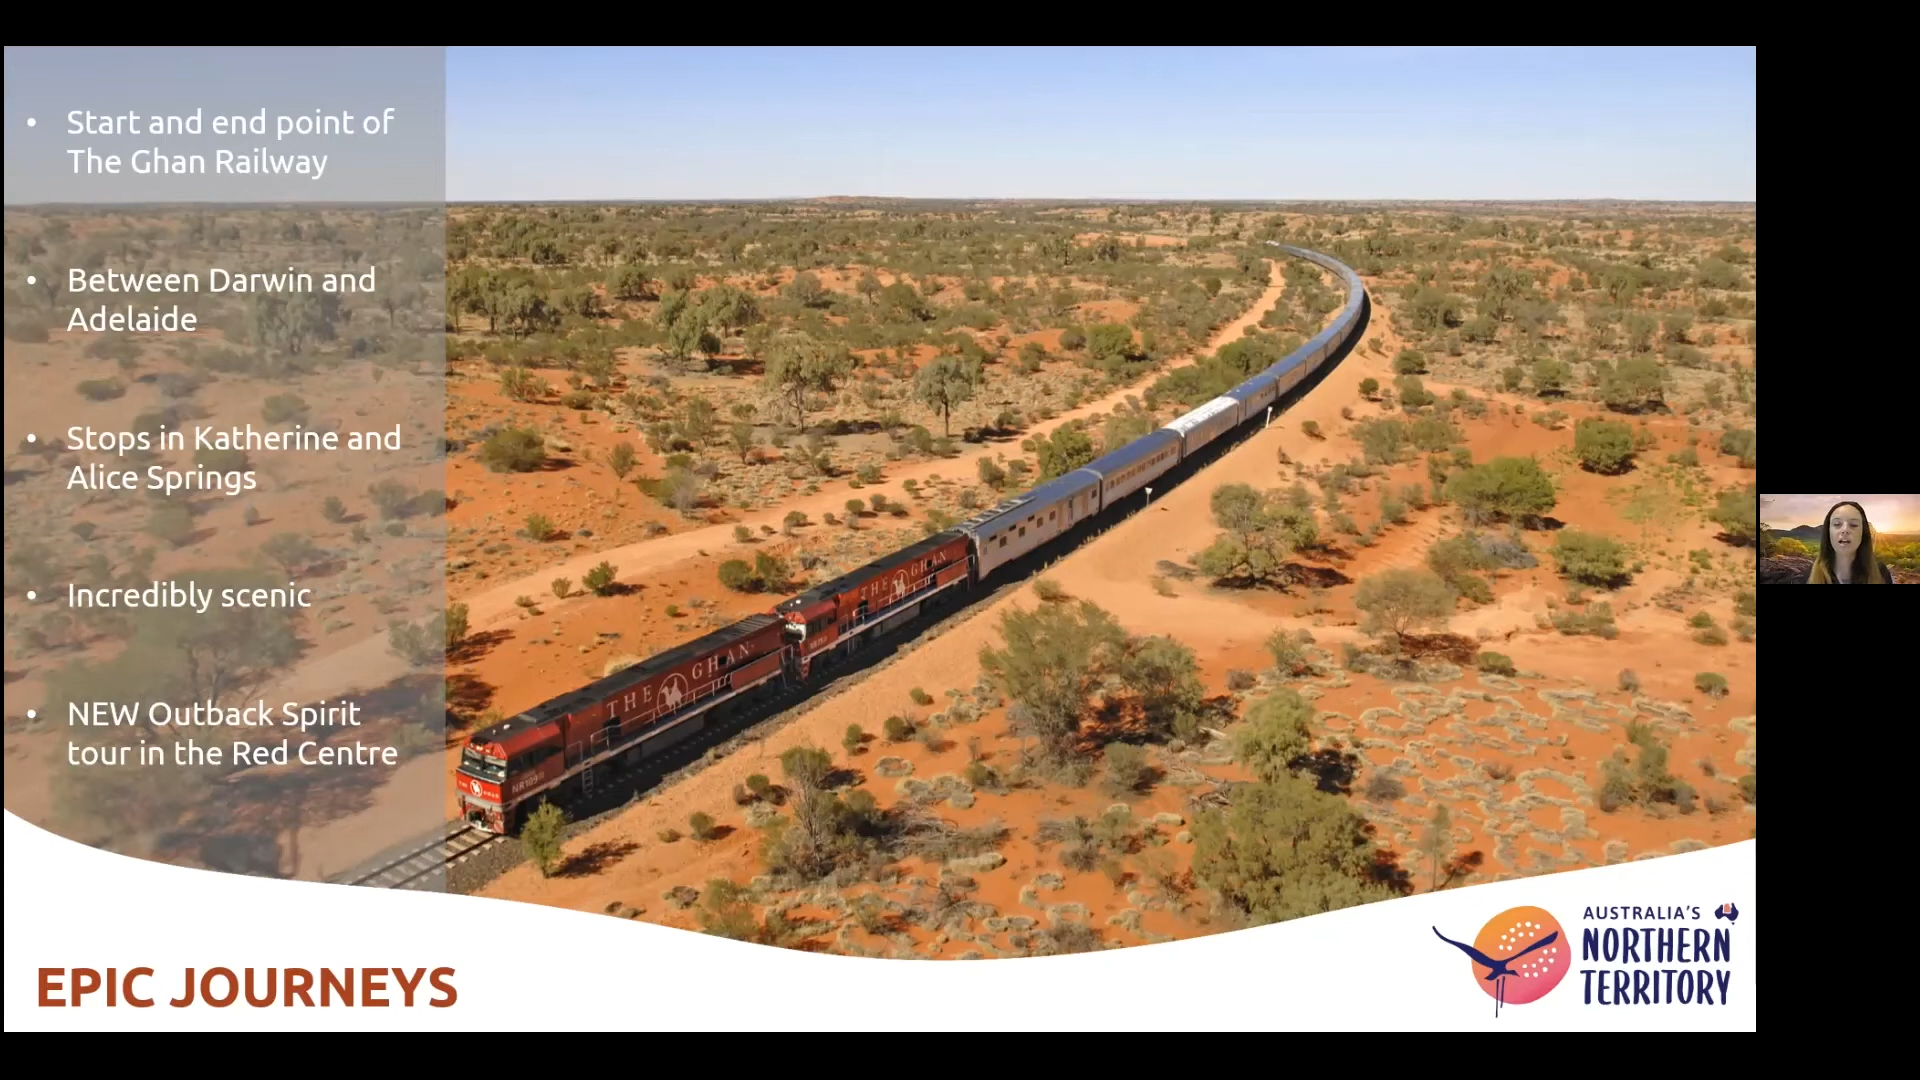 • Start and end point of
The Ghan Railway
• Between Darwin and
Adelaide
• Stops in Katherine and
Alice Springs
• Incredibly scenic
• NEW Outback Spirit
tour in the Red Centre
THE GHAN
THE GHAN
NR109
EPIC JOURNEYS
AUSTRALIA'S
NORTHERN
TERRITORY